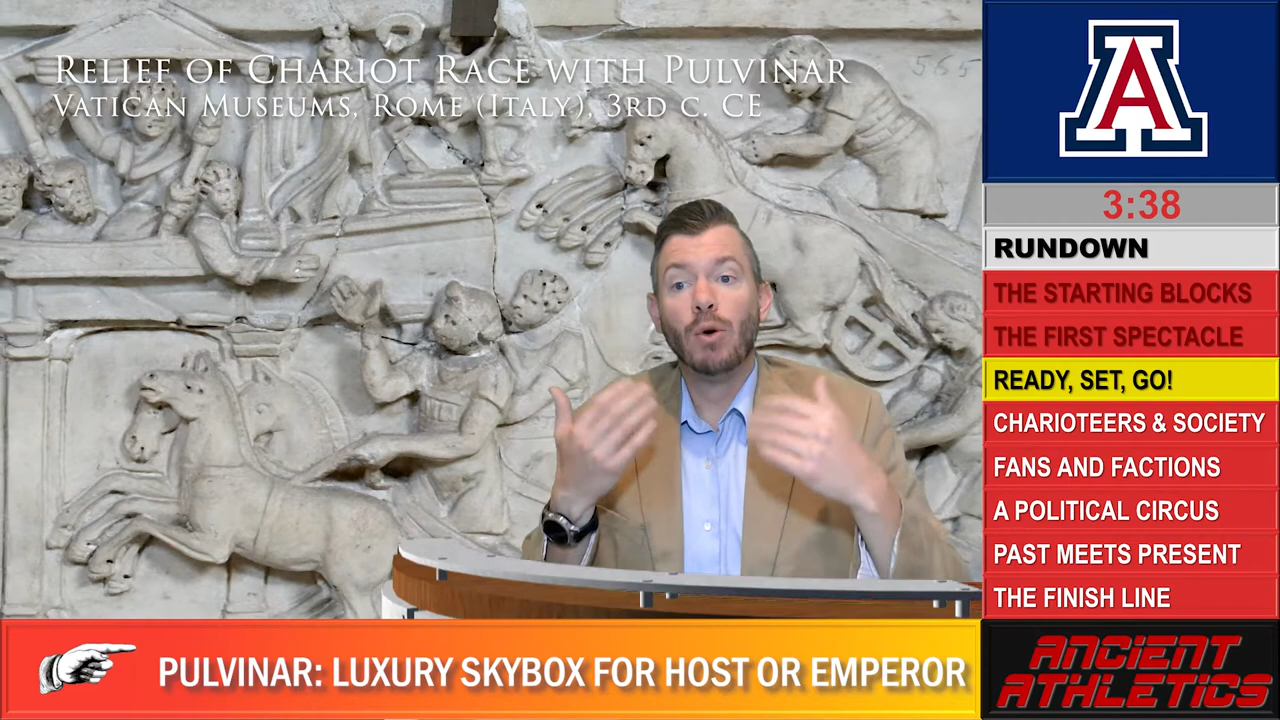 RELIEF OF CHARIOT RACE WITH PULVINAR
VATICAN MUSEUMS, ROME (ITALY), 3RD C. CE
565
A
3:38
RUNDOWN
THE STARTING BLOCKS
THE FIRST SPECTACLE
READY, SET, GO!
CHARIOTEERS & SOCIETY
FANS AND FACTIONS
A POLITICAL CIRCUS
PAST MEETS PRESENT
THE FINISH LINE
PULVINAR: LUXURY SKYBOX FOR HOST OR EMPEROR
ANCIENT
ATHLETICS